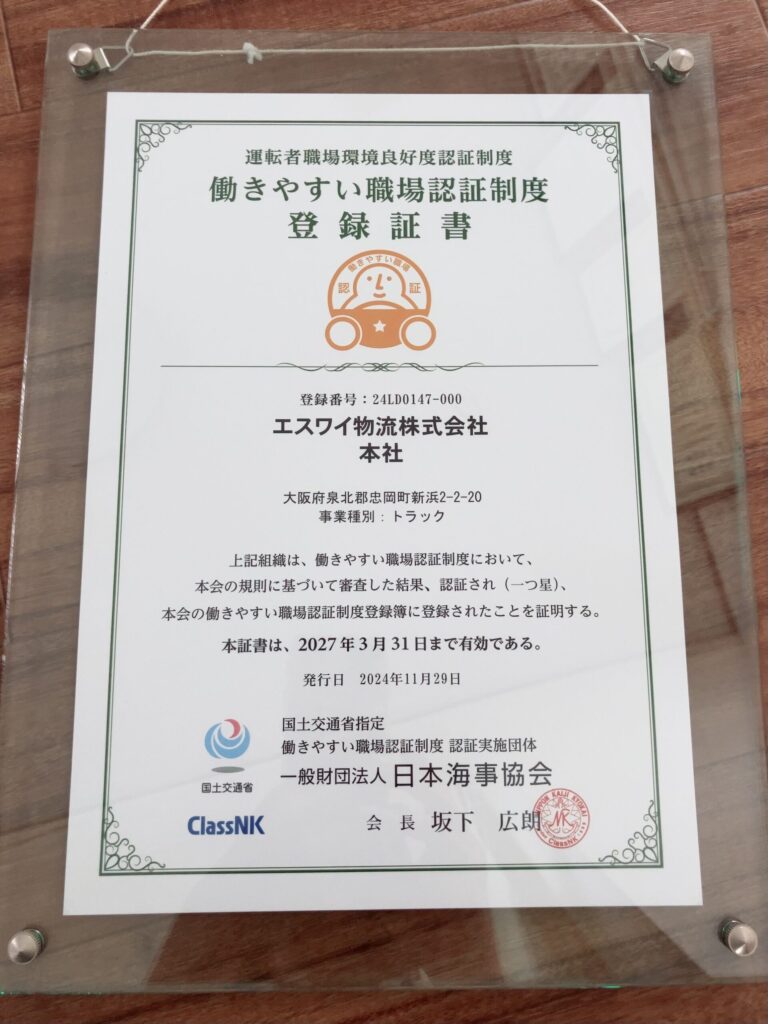 運転者職場環境良好度認証制度
働きやすい職場認証制度
登録証書
働きやすい職場
認 証
登録番号：24LD0147-000
エスワイ物流株式会社
本社
大阪府泉北郡忠岡町新浜2-2-20
事業種別：トラック
上記組織は、働きやすい職場認証制度において、
本会の規則に基づいて審査した結果、認証され（一つ星）、
本会の働きやすい職場認証制度登録簿に登録されたことを証明する。
本証書は、2027年3月31日まで有効である。
発行日　2024年11月29日
国土交通省
国土交通省指定
働きやすい職場認証制度 認証実施団体
一般財団法人 日本海事協会
ClassNK
会 長 坂下 広朗
NIPPON KAIJI KYOKAI
NK
ClassNK